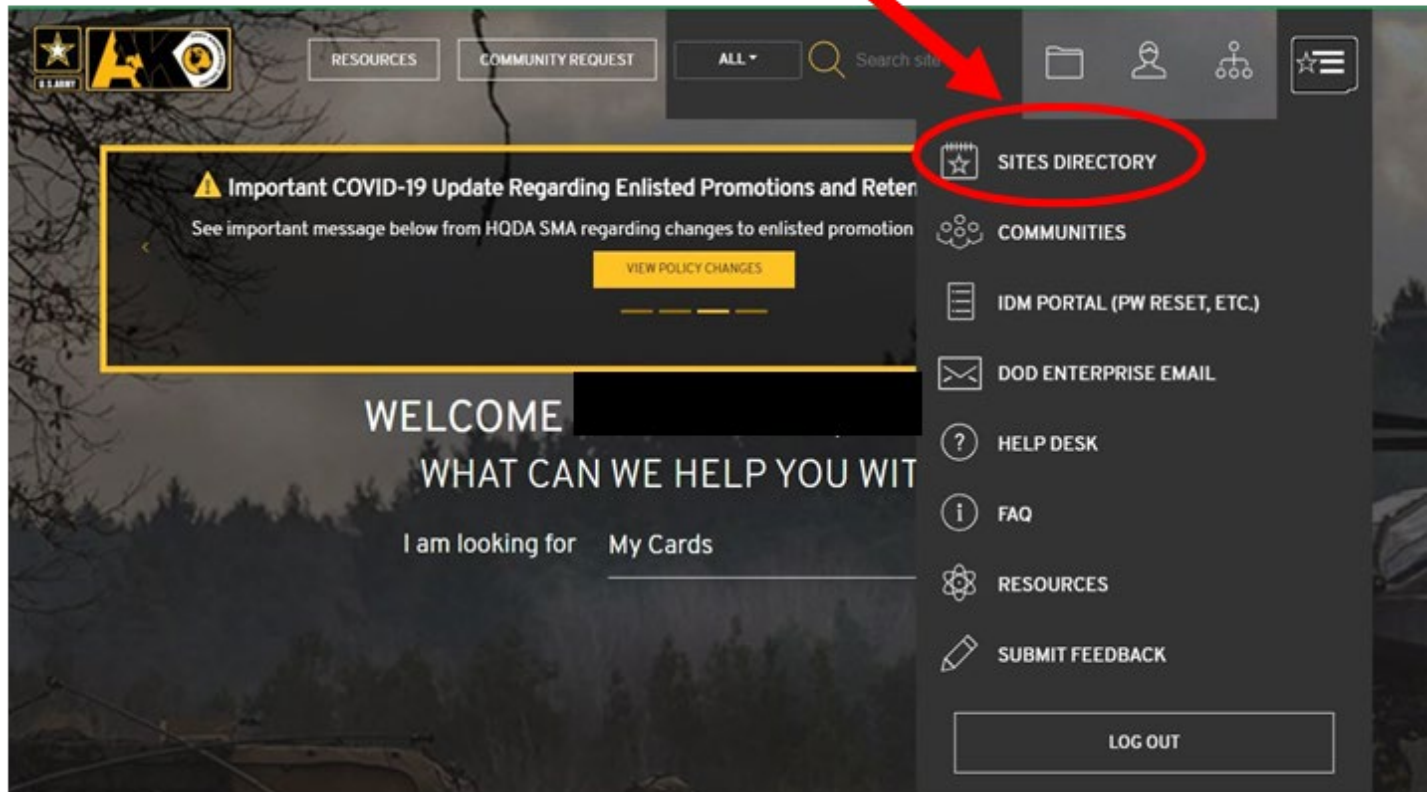 U.S. ARMY
AKO
RESOURCES
COMMUNITY REQUEST
ALL
Search site
SITES DIRECTORY
COMMUNITIES
IDM PORTAL (PW RESET, ETC.)
DOD ENTERPRISE EMAIL
HELP DESK
FAQ
RESOURCES
SUBMIT FEEDBACK
LOG OUT
Important COVID-19 Update Regarding Enlisted Promotions and Reten
See important message below from HQDA SMA regarding changes to enlisted promotion
VIEW POLICY CHANGES
WELCOME
WHAT CAN WE HELP YOU WIT
I am looking for My Cards